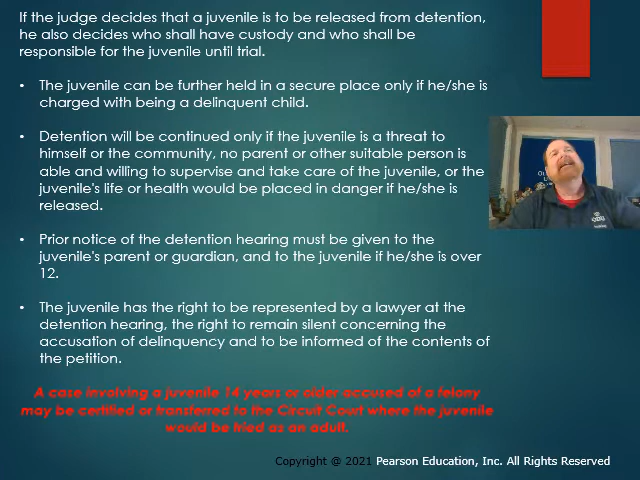 If the judge decides that a juvenile is to be released from detention,
he also decides who shall have custody and who shall be
responsible for the juvenile until trial.
• The juvenile can be further held in a secure place only if he/she is
charged with being a delinquent child.
• Detention will be continued only if the juvenile is a threat to
himself or the community, no parent or other suitable person is
able and willing to supervise and take care of the juvenile, or the
juvenile's life or health would be placed in danger if he/she is
released.
• Prior notice of the detention hearing must be given to the
juvenile's parent or guardian, and to the juvenile if he/she is over
12.
• The juvenile has the right to be represented by a lawyer at the
detention hearing, the right to remain silent concerning the
accusation of delinquency and to be informed of the contents of
the petition.
A case involving a juvenile 14 years or older accused of a felony
may be certified or transferred to the Circuit Court where the juvenile
would be tried as an adult.
Copyright @ 2021 Pearson Education, Inc. All Rights Reserved